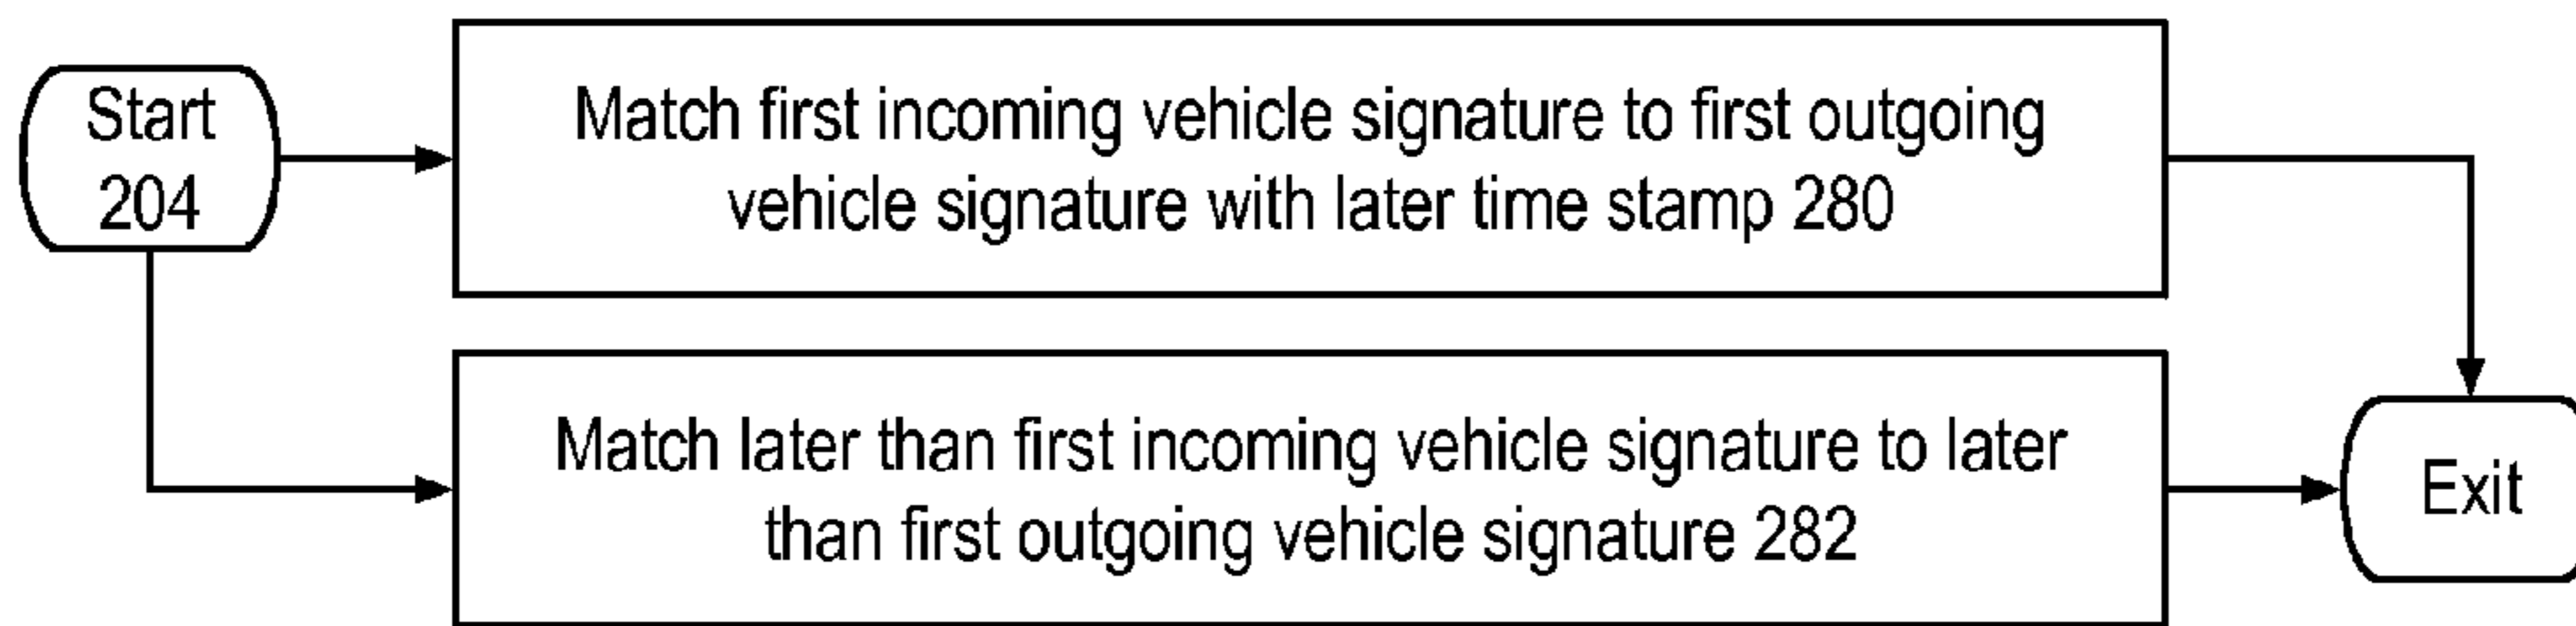 Start
204
Match first incoming vehicle signature to first outgoing
vehicle signature with later time stamp 280
Match later than first incoming vehicle signature to later
than first outgoing vehicle signature 282
Exit